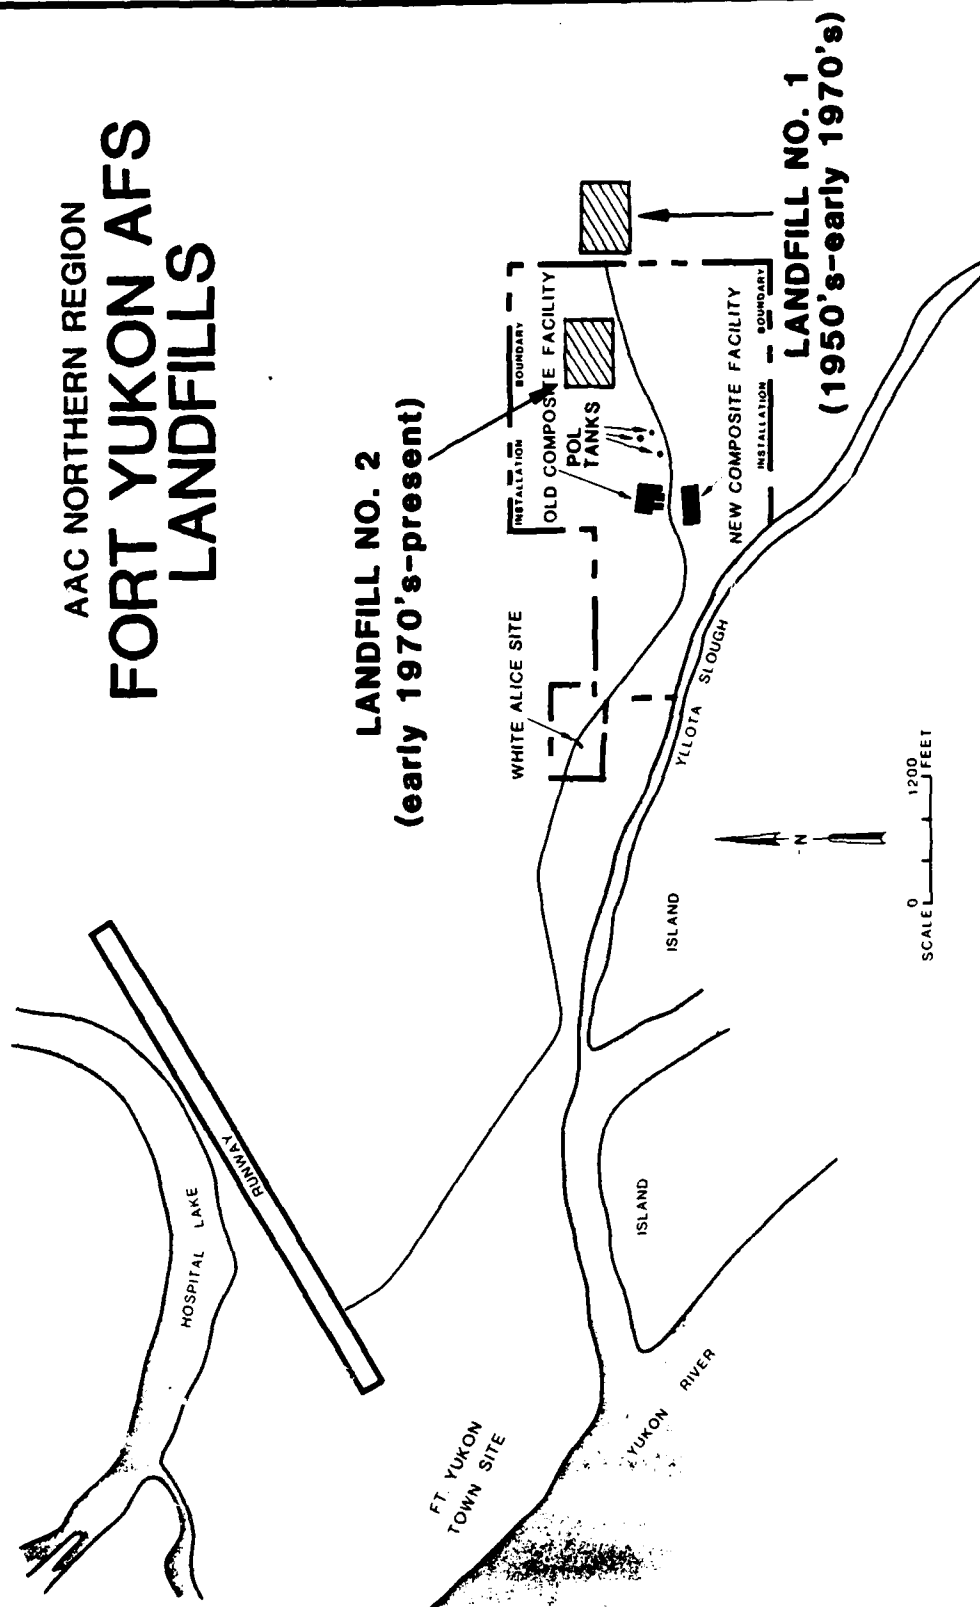 AAC NORTHERN REGION
FORT YUKON AFS
LANDFILLS
LANDFILL NO. 2
(early 1970's-present)
INSTALLATION BOUNDARY
OLD COMPOSITE FACILITY
POL
TANKS
WHITE ALICE SITE
NEW COMPOSITE FACILITY
INSTALLATION BOUNDARY
LANDFILL NO. 1
(1950's-early 1970's)
HOSPITAL LAKE
RUNWAY
YLLOTA SLOUGH
ISLAND
ISLAND
FT. YUKON
TOWN SITE
YUKON RIVER
N
SCALE 0 1200 FEET